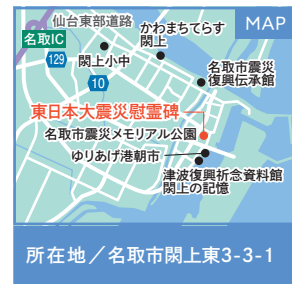 MAP
仙台東部道路
名取IC
かわまちてらす
閖上
129
閖上小中
名取市震災
復興伝承館
10
東日本大震災慰霊碑
名取市震災メモリアル公園
ゆりあげ港朝市
津波復興祈念資料館
閖上の記憶
所在地／名取市閖上東3-3-1